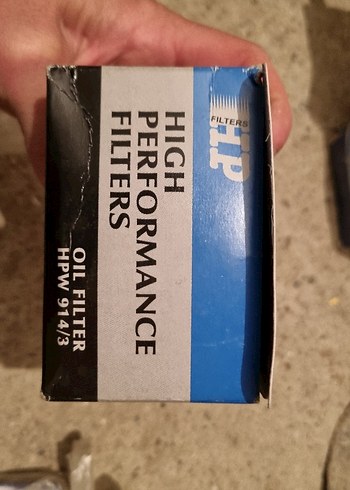 FILTERS
HP
HIGH
PERFORMANCE
FILTERS
OIL FILTER
HPW 914/3